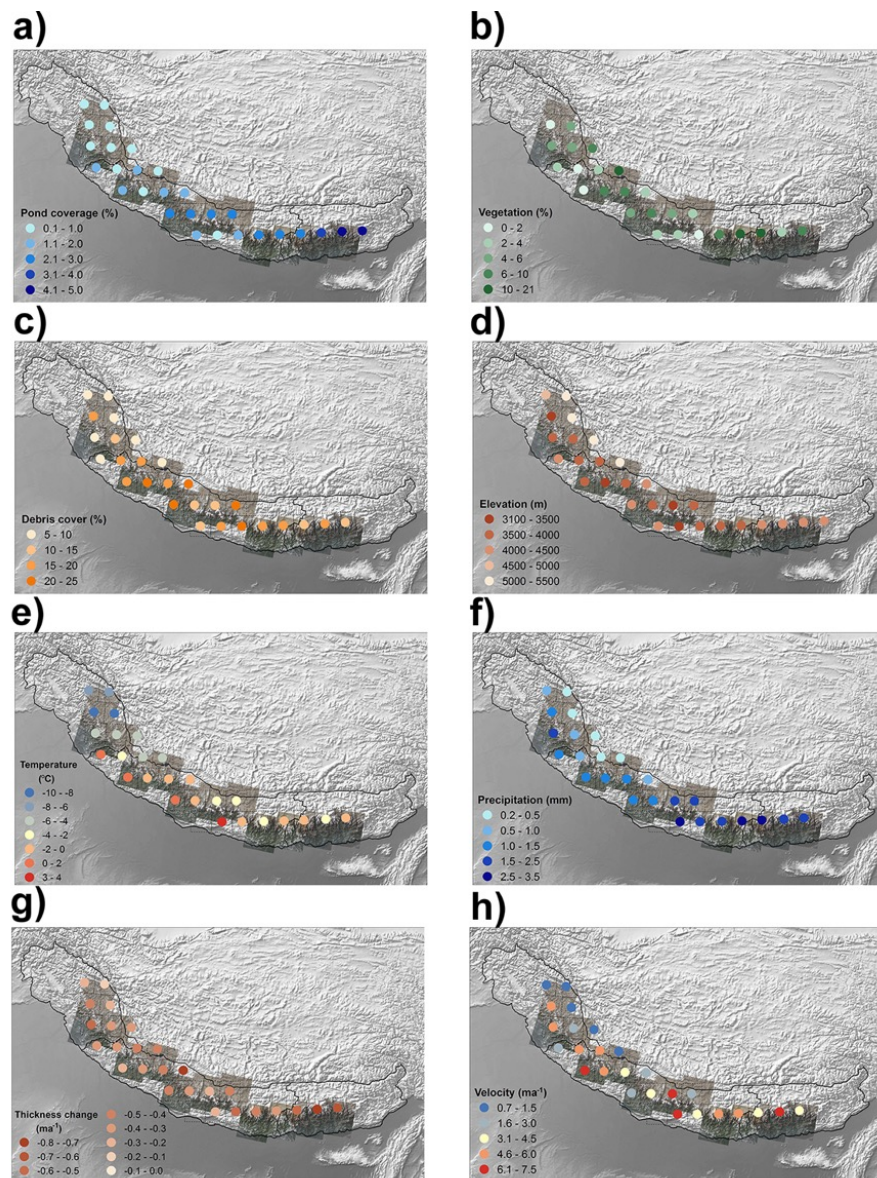 a)
b)
Pond coverage (%)
0.1 - 1.0
1.1 - 2.0
2.1 - 3.0
3.1 - 4.0
4.1 - 5.0
Vegetation (%)
0 - 2
2 - 4
4 - 6
6 - 10
10 - 21
c)
d)
Debris cover (%)
5 - 10
10 - 15
15 - 20
20 - 25
Elevation (m)
3100 - 3500
3500 - 4000
4000 - 4500
4500 - 5000
5000 - 5500
e)
f)
Temperature
(°C)
-10 - -8
-8 - -6
-6 - -4
-4 - -2
-2 - 0
0 - 2
3 - 4
Precipitation (mm)
0.2 - 0.5
0.5 - 1.0
1.0 - 1.5
1.5 - 2.5
2.5 - 3.5
g)
h)
Thickness change
(ma⁻¹)
-0.8 - -0.7
-0.7 - -0.6
-0.6 - -0.5
-0.5 - -0.4
-0.4 - -0.3
-0.3 - -0.2
-0.2 - -0.1
-0.1 - 0.0
Velocity (ma⁻¹)
0.7 - 1.5
1.6 - 3.0
3.1 - 4.5
4.6 - 6.0
6.1 - 7.5